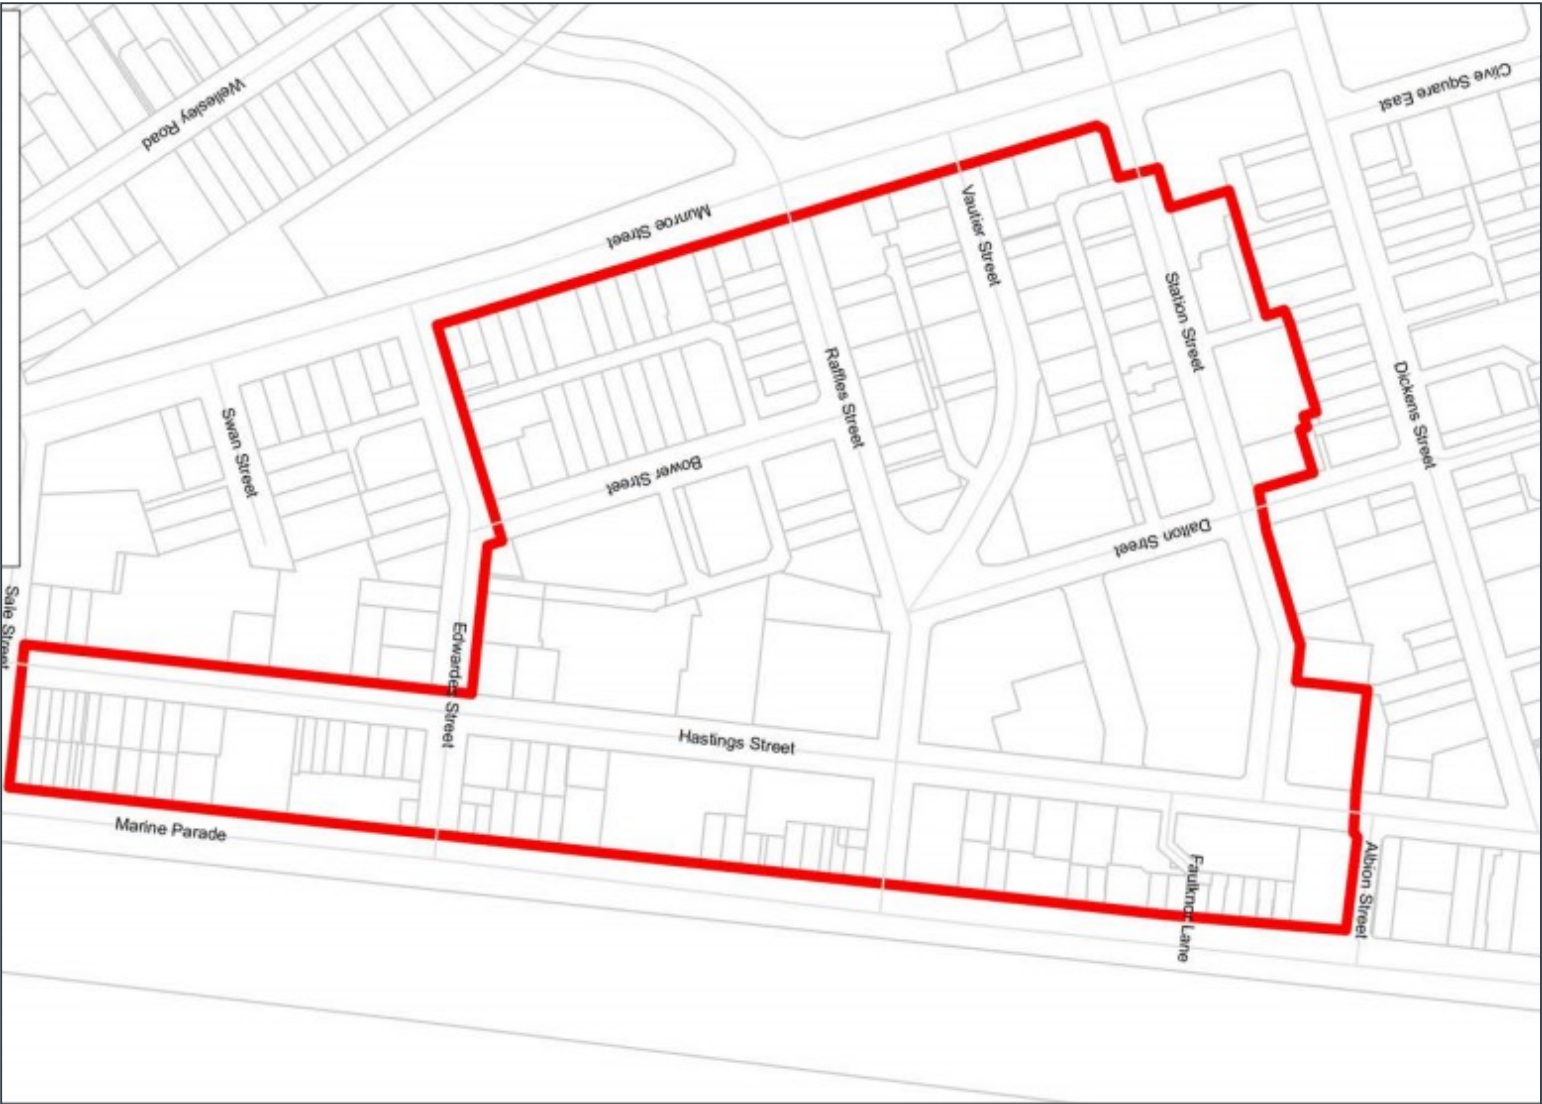 Clive Square East
Wellesley Road
Munroe Street
Vautier Street
Station Street
Raffles Street
Dickens Street
Swan Street
Bower Street
Dalton Street
Sale Street
Edwardes Street
Hastings Street
Marine Parade
Faulknor Lane
Albion Street